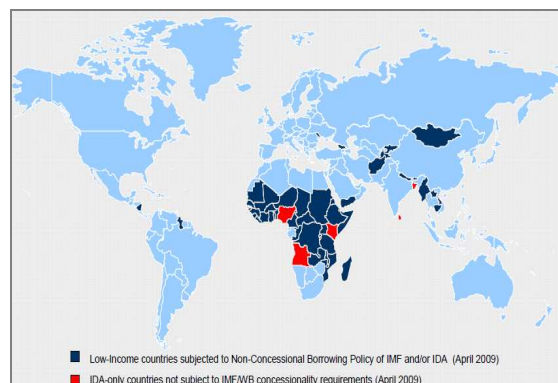 Low-Income countries subjected to Non-Concessional Borrowing Policy of IMF and/or IDA (April 2009)
IDA-only countries not subject to IMF/WB concessionality requirements (April 2009)